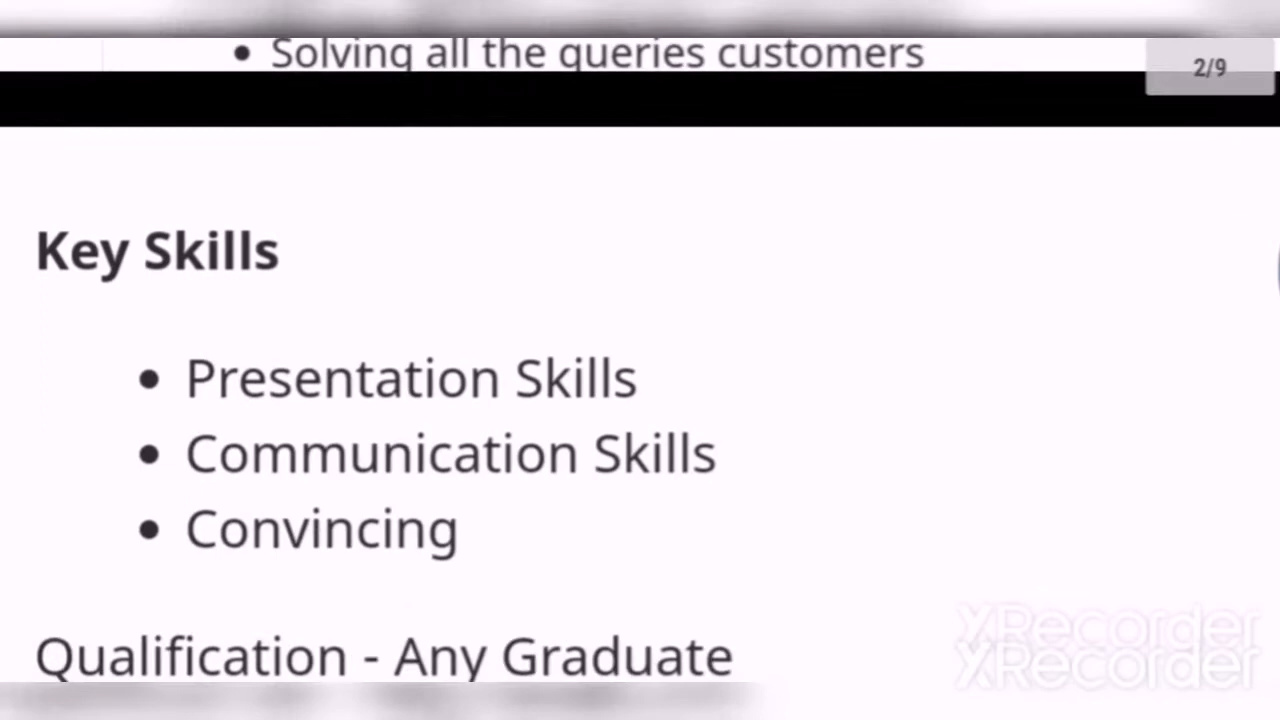 Solving all the queries customers
2/9
Key Skills
Presentation Skills
Communication Skills
Convincing
Qualification - Any Graduate
XRecorder
XRecorder